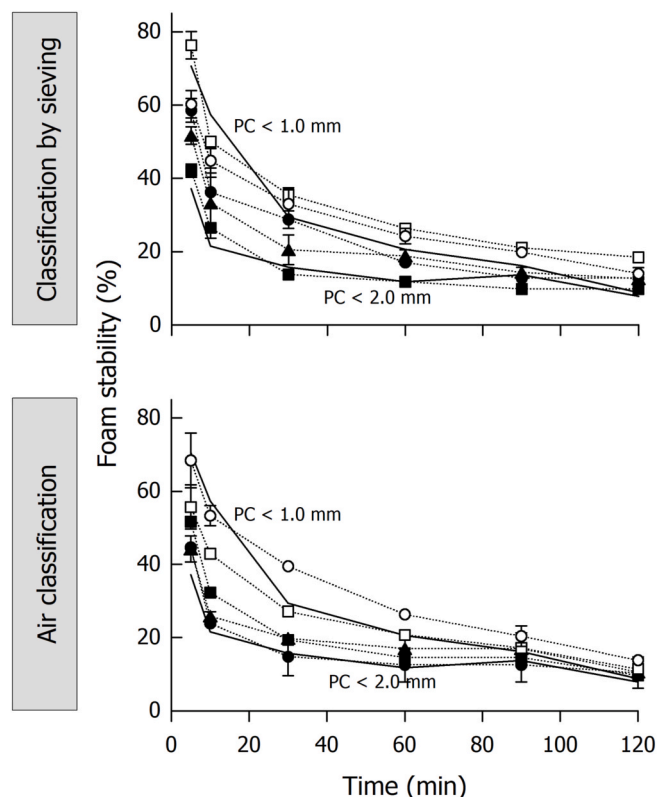 Classification by sieving
Air classification
Foam stability (%)
80
60
40
20
0
PC < 1.0 mm
PC < 2.0 mm
80
60
40
20
0
PC < 1.0 mm
PC < 2.0 mm
0 20 40 60 80 100 120
Time (min)